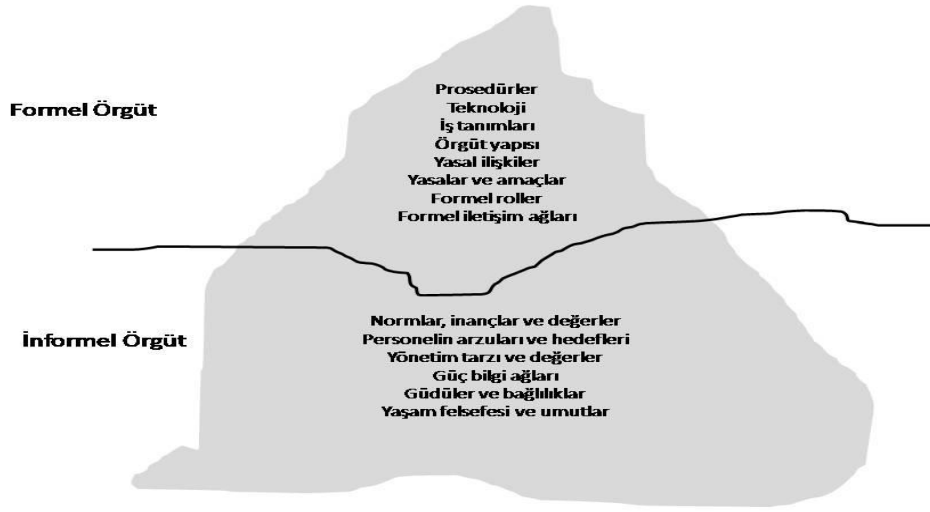 Formel Örgüt
Prosedürler
Teknoloji
İş tanımları
Örgüt yapısı
Yasal ilişkiler
Yasalar ve amaçlar
Formel roller
Formel iletişim ağları
İnformel Örgüt
Normlar, inançlar ve değerler
Personelin arzuları ve hedefleri
Yönetim tarzı ve değerler
Güç bilgi ağları
Güdüler ve bağlılıklar
Yaşam felsefesi ve umutlar